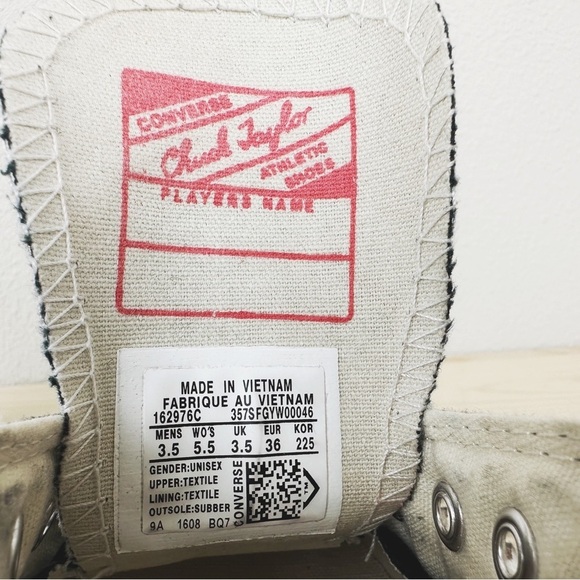 CONVERSE
Chuck Taylor
ATHLETIC
SHOES
PLAYERS NAME
MADE IN VIETNAM
FABRIQUE AU VIETNAM
162976C 357SFGYW00046
MENS WO'S UK EUR KOR
3.5 5.5 3.5 36 225
GENDER:UNISEX
UPPER:TEXTILE
LINING:TEXTILE
OUTSOLE:SUBBER
9A 1608 BQ7
CONVERSE